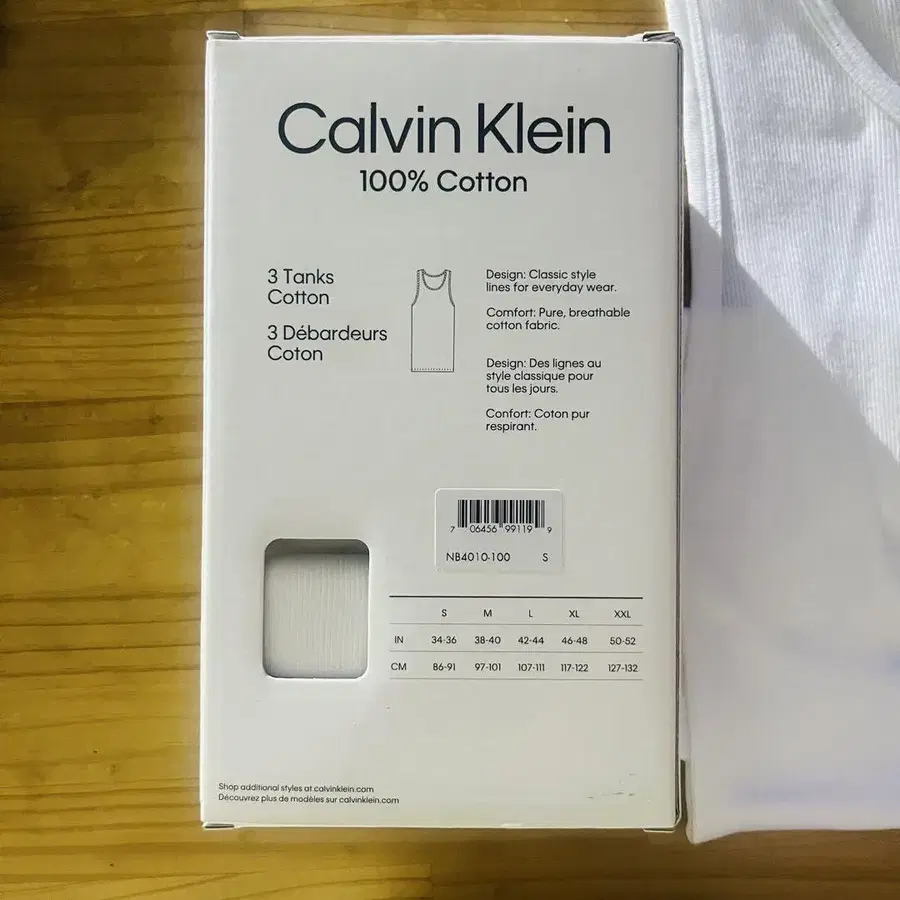 Calvin Klein
100% Cotton
3 Tanks
Cotton
3 Débardeurs
Coton
Design: Classic style
lines for everyday wear.
Comfort: Pure, breathable
cotton fabric.
Design: Des lignes au
style classique pour
tous les jours.
Confort: Coton pur
respirant.
7 06456 99119 9
NB4010-100 S
S M L XL XXL
IN 34-36 38-40 42-44 46-48 50-52
CM 86-91 97-101 107-111 117-122 127-132
Shop additional styles at calvinklein.com
Découvrez plus de modèles sur calvinklein.com